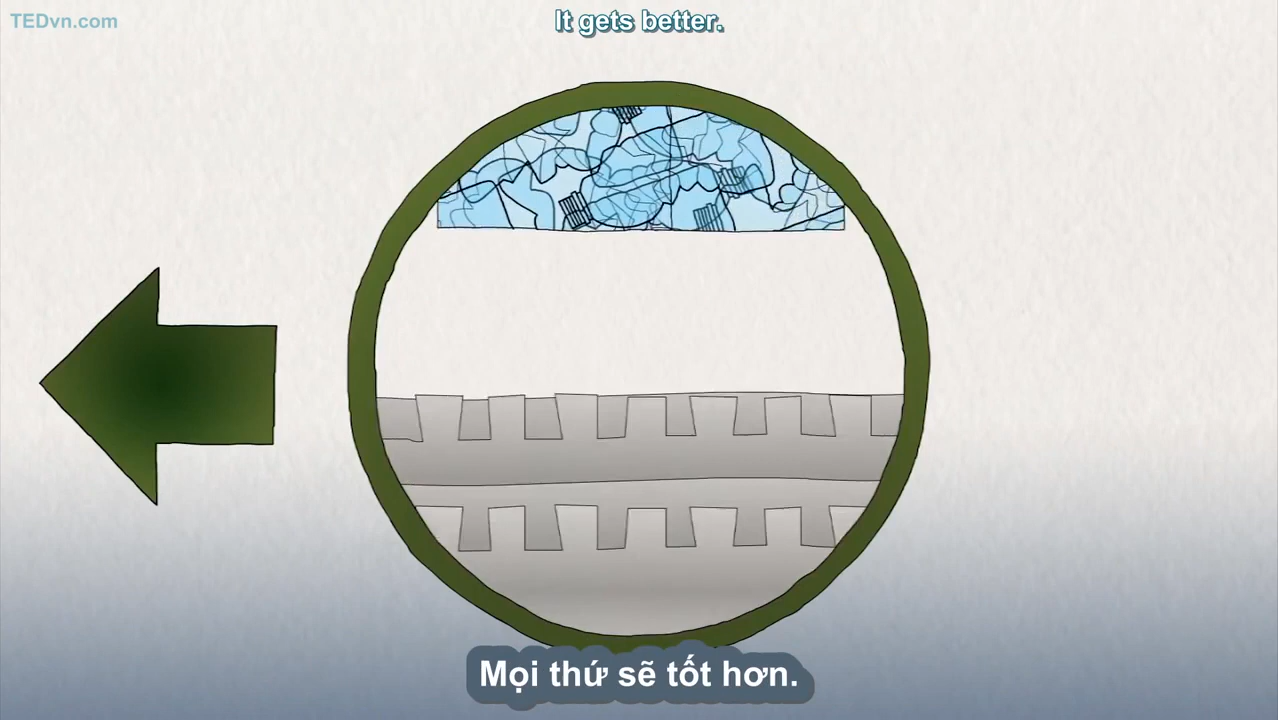 TEDvn.com
It gets better.
Mọi thứ sẽ tốt hơn.